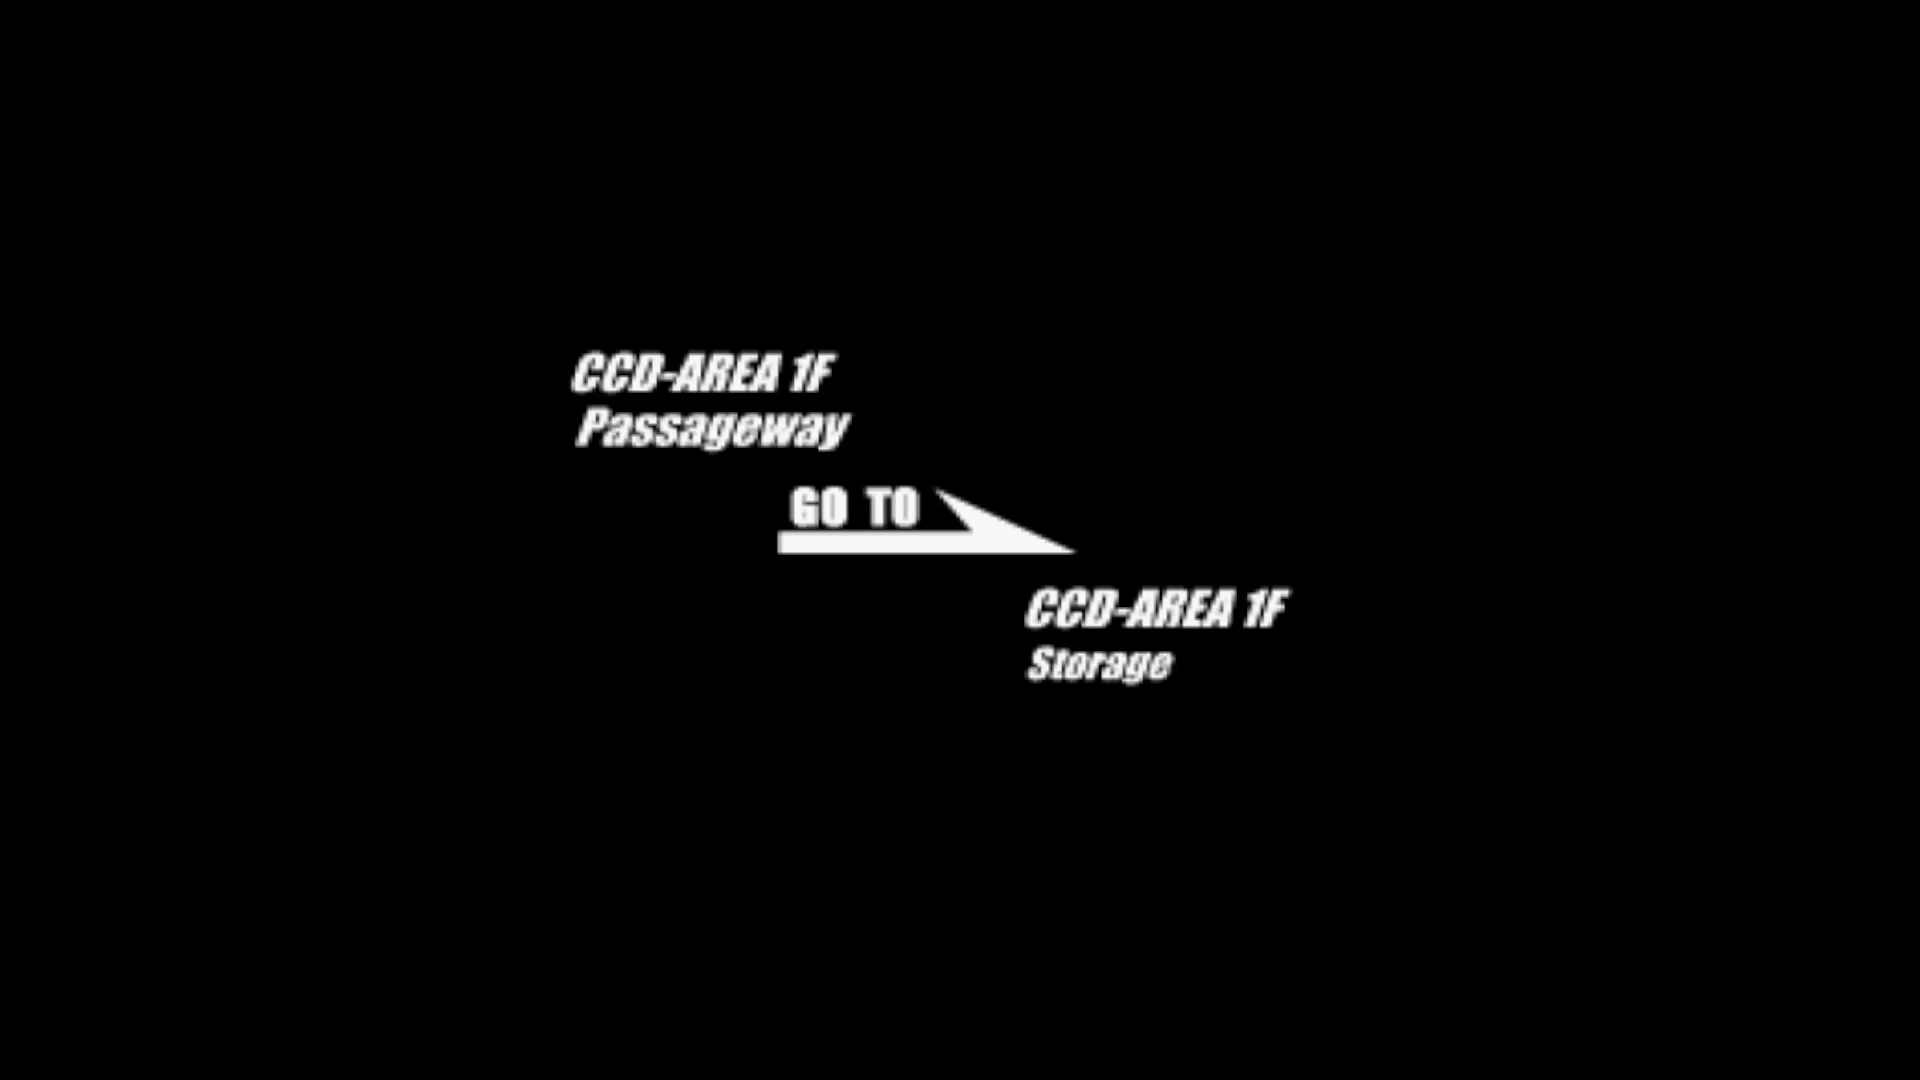 CCD-AREA 1F
Passageway
GO TO
CCD-AREA 1F
Storage